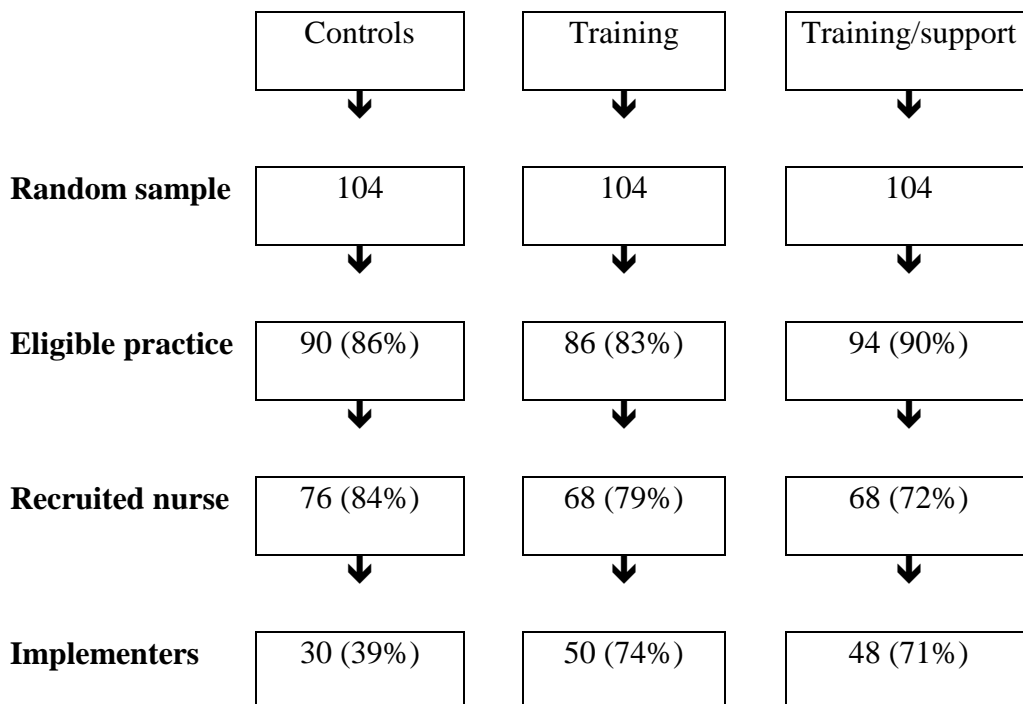 Controls Training Training/support
Random sample 104 104 104
Eligible practice 90 (86%) 86 (83%) 94 (90%)
Recruited nurse 76 (84%) 68 (79%) 68 (72%)
Implementers 30 (39%) 50 (74%) 48 (71%)